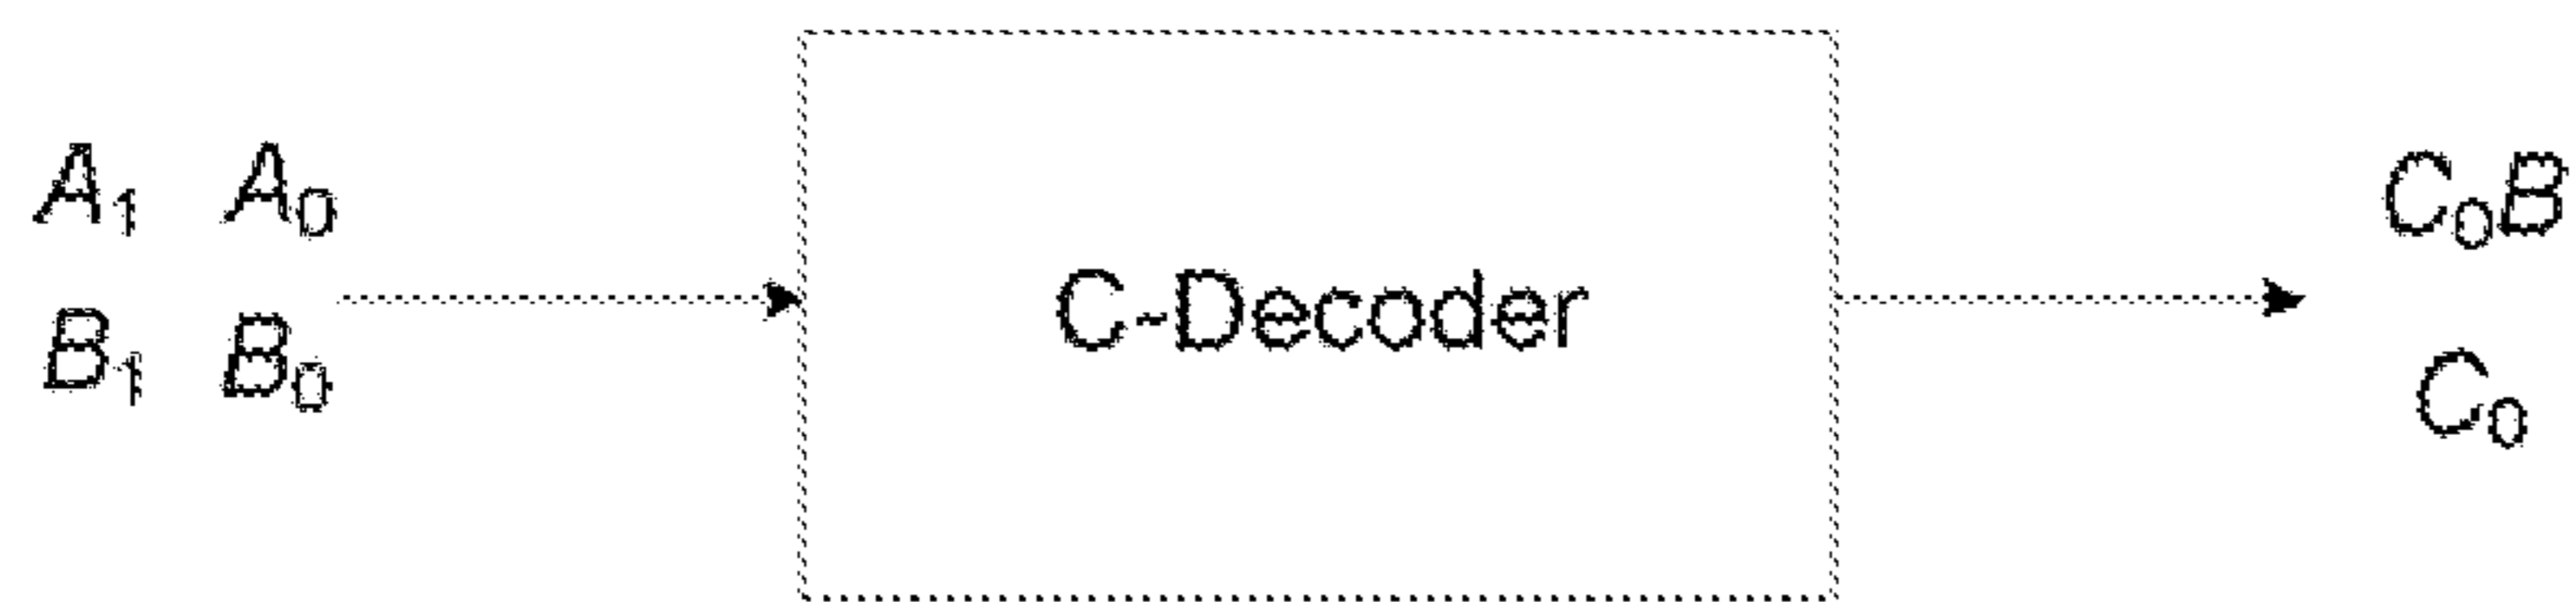 A₁ A₀
B₁ B₀
C-Decoder
C₀B
C₀